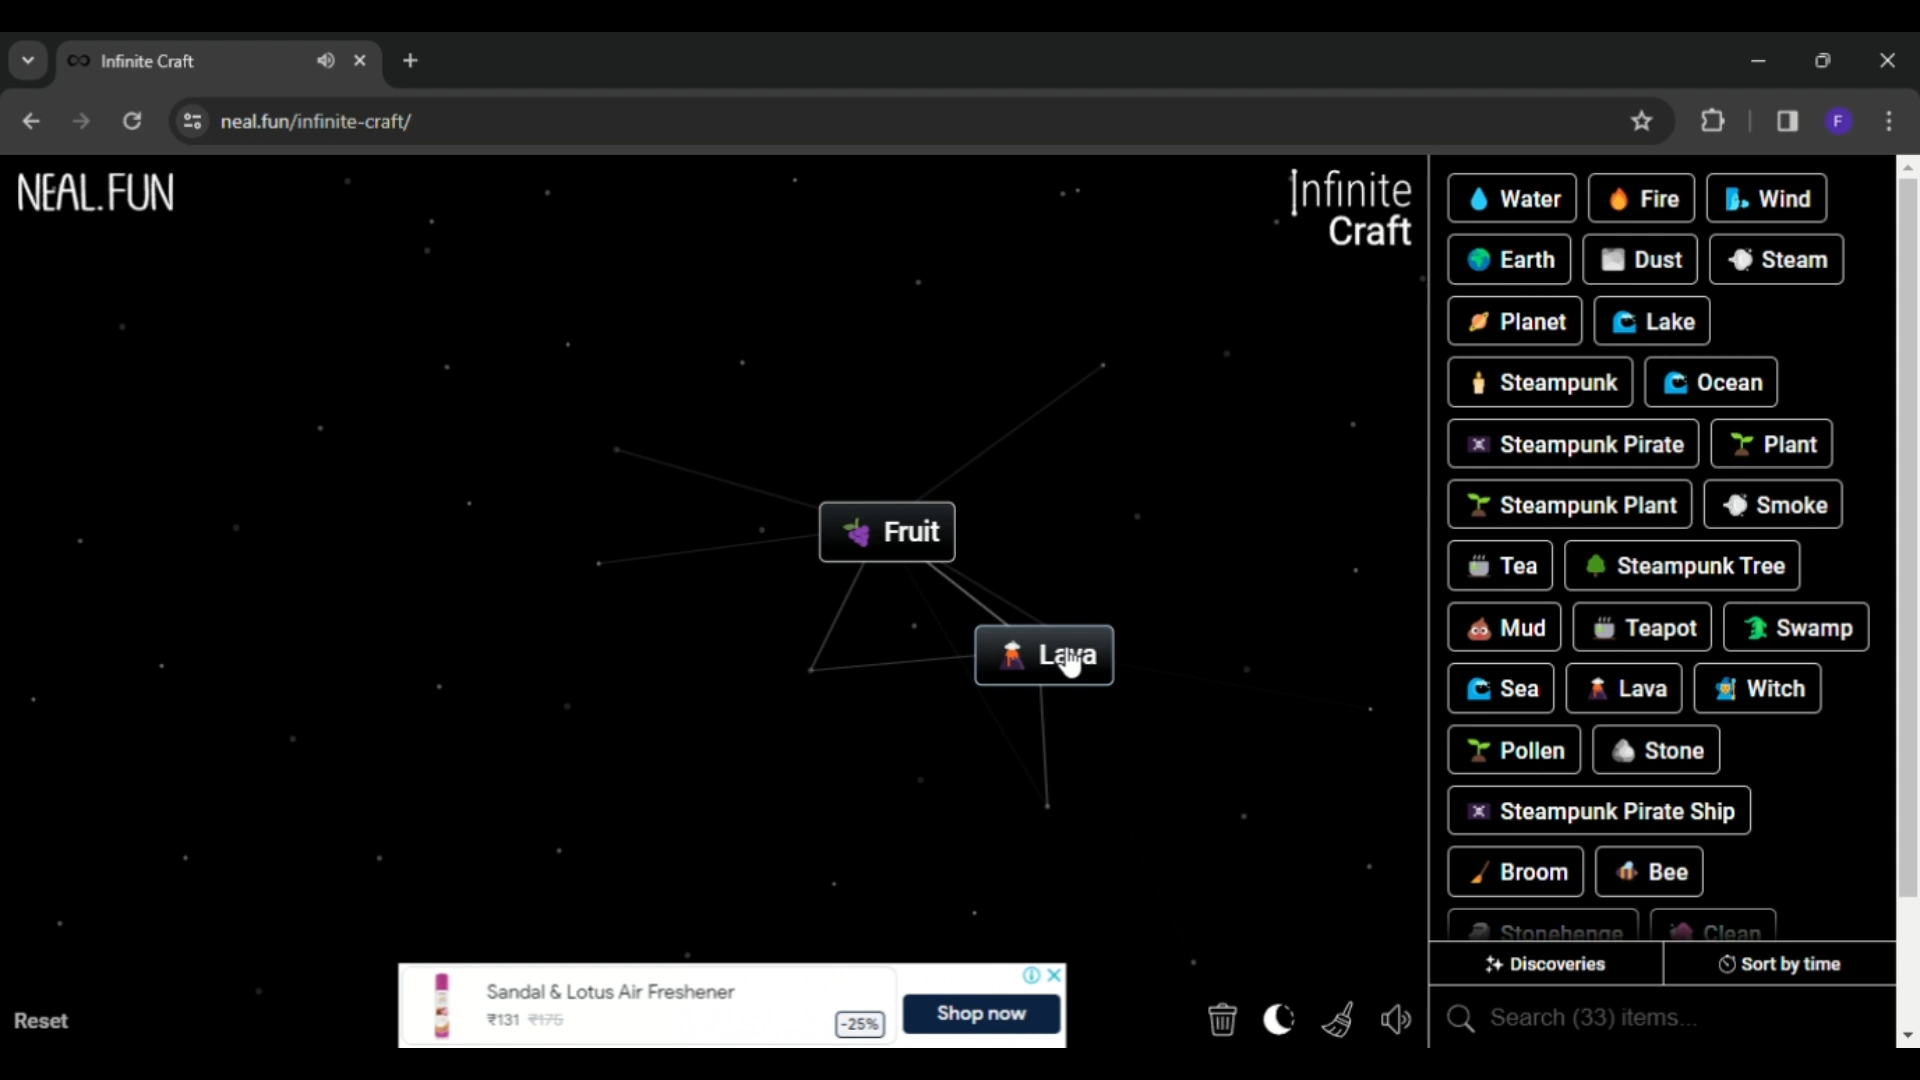 Infinite Craft
neal.fun/infinite-craft/
F
NEAL.FUN
Infinite
Craft
Water Fire Wind
Earth Dust Steam
Planet Lake
Steampunk Ocean
Steampunk Pirate Plant
Steampunk Plant Smoke
Fruit
Tea Steampunk Tree
Lava
Mud Teapot Swamp
Sea Lava Witch
Pollen Stone
Steampunk Pirate Ship
Broom Bee
Stonehenge Clean
Discoveries Sort by time
Sandal & Lotus Air Freshener
₹131 ₹175
-25%
Shop now
Reset
Search (33) items...